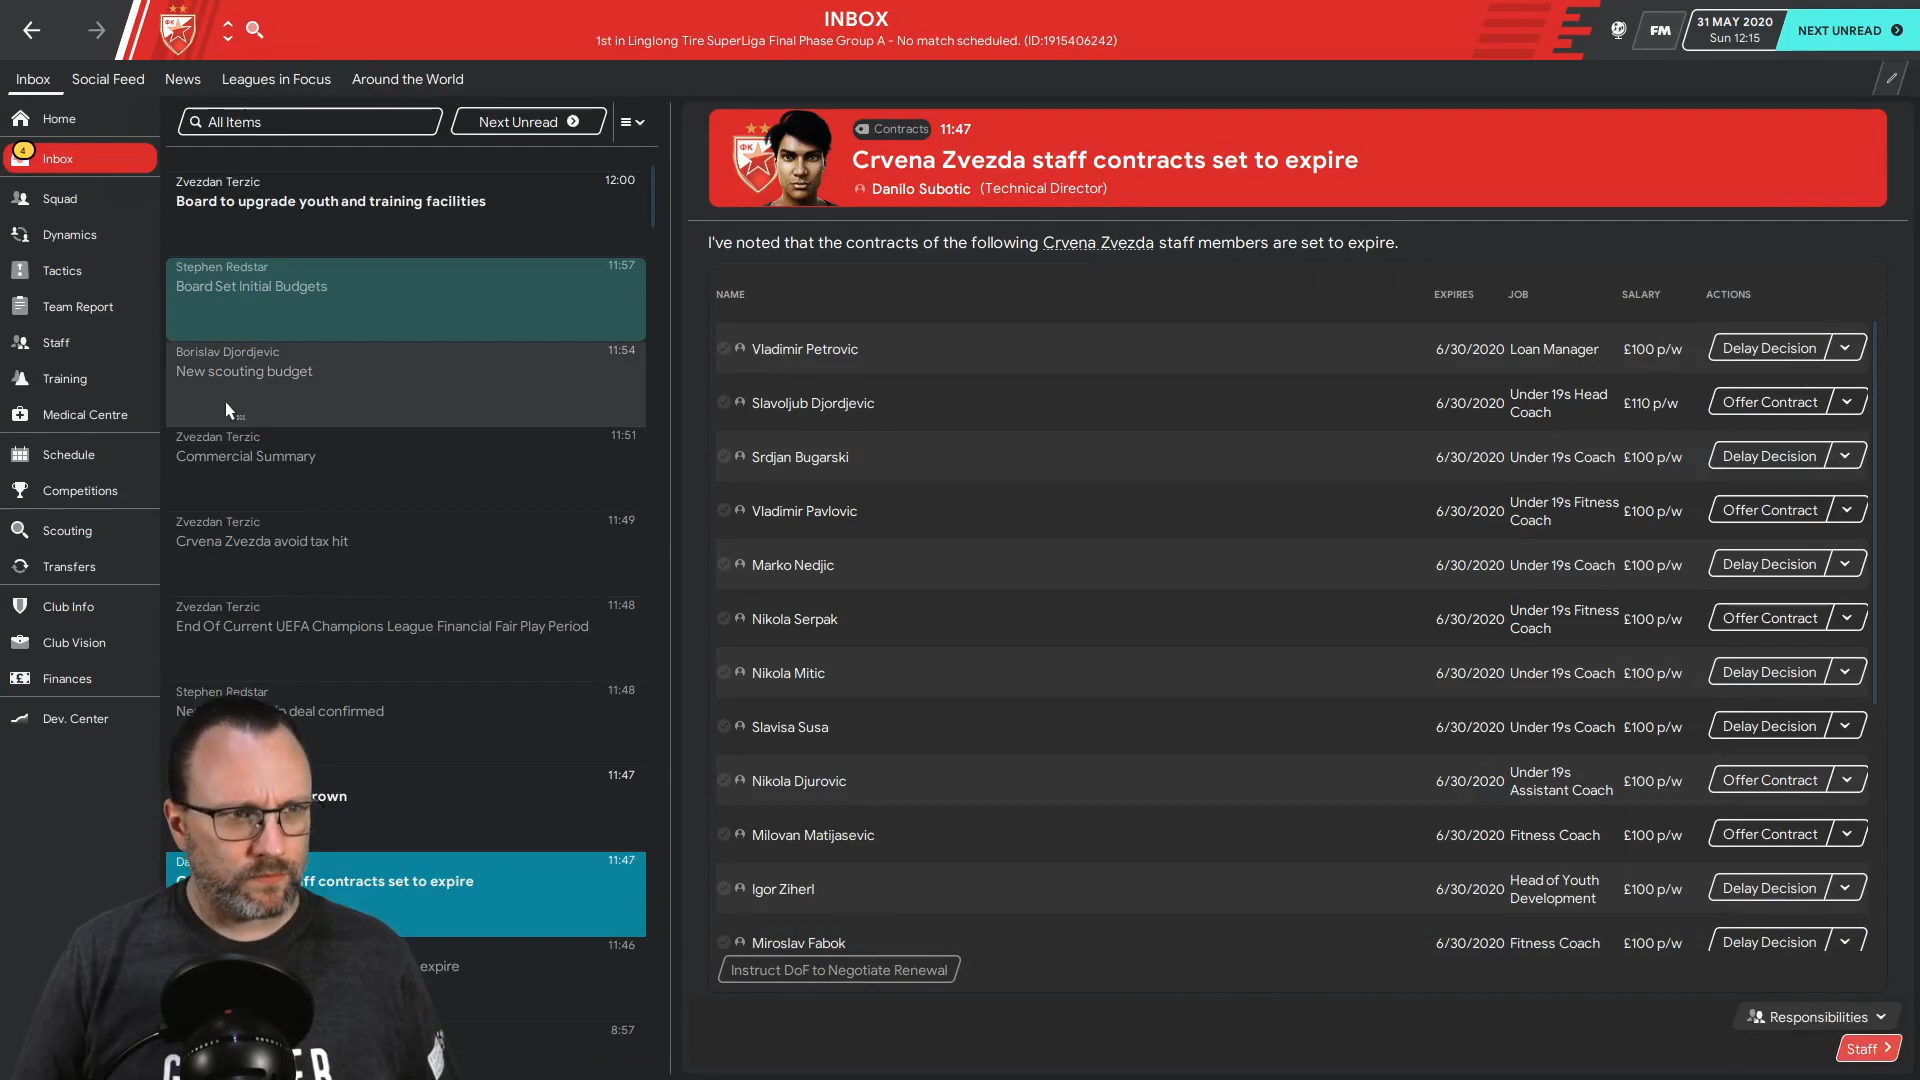 INBOX
1st in Linglong Tire SuperLiga Final Phase Group A - No match scheduled. (ID:1915406242)
FM
31 MAY 2020
Sun 12:15
NEXT UNREAD
Inbox
Social Feed
News
Leagues in Focus
Around the World
Home
4
Inbox
Squad
Dynamics
Tactics
Team Report
Staff
Training
Medical Centre
Schedule
Competitions
Scouting
Transfers
Club Info
Club Vision
Finances
Dev. Center
All Items
Next Unread
Zvezdan Terzic 12:00
Board to upgrade youth and training facilities
Stephen Redstar 11:57
Board Set Initial Budgets
Borislav Djordjevic 11:54
New scouting budget
Zvezdan Terzic 11:51
Commercial Summary
Zvezdan Terzic 11:49
Crvena Zvezda avoid tax hit
Zvezdan Terzic 11:48
End Of Current UEFA Champions League Financial Fair Play Period
Stephen Redstar 11:48
deal confirmed
11:47
11:47
contracts set to expire
11:46
expire
8:57
Contracts 11:47
Crvena Zvezda staff contracts set to expire
Danilo Subotic (Technical Director)
I've noted that the contracts of the following Crvena Zvezda staff members are set to expire.
NAME EXPIRES JOB SALARY ACTIONS
Vladimir Petrovic 6/30/2020 Loan Manager £100 p/w Delay Decision
Slavoljub Djordjevic 6/30/2020 Under 19s Head Coach £110 p/w Offer Contract
Srdjan Bugarski 6/30/2020 Under 19s Coach £100 p/w Delay Decision
Vladimir Pavlovic 6/30/2020 Under 19s Fitness Coach £100 p/w Offer Contract
Marko Nedjic 6/30/2020 Under 19s Coach £100 p/w Delay Decision
Nikola Serpak 6/30/2020 Under 19s Fitness Coach £100 p/w Offer Contract
Nikola Mitic 6/30/2020 Under 19s Coach £100 p/w Delay Decision
Slavisa Susa 6/30/2020 Under 19s Coach £100 p/w Delay Decision
Nikola Djurovic 6/30/2020 Under 19s Assistant Coach £100 p/w Offer Contract
Milovan Matijasevic 6/30/2020 Fitness Coach £100 p/w Offer Contract
Igor Ziherl 6/30/2020 Head of Youth Development £100 p/w Delay Decision
Miroslav Fabok 6/30/2020 Fitness Coach £100 p/w Delay Decision
Instruct DoF to Negotiate Renewal
Responsibilities
Staff